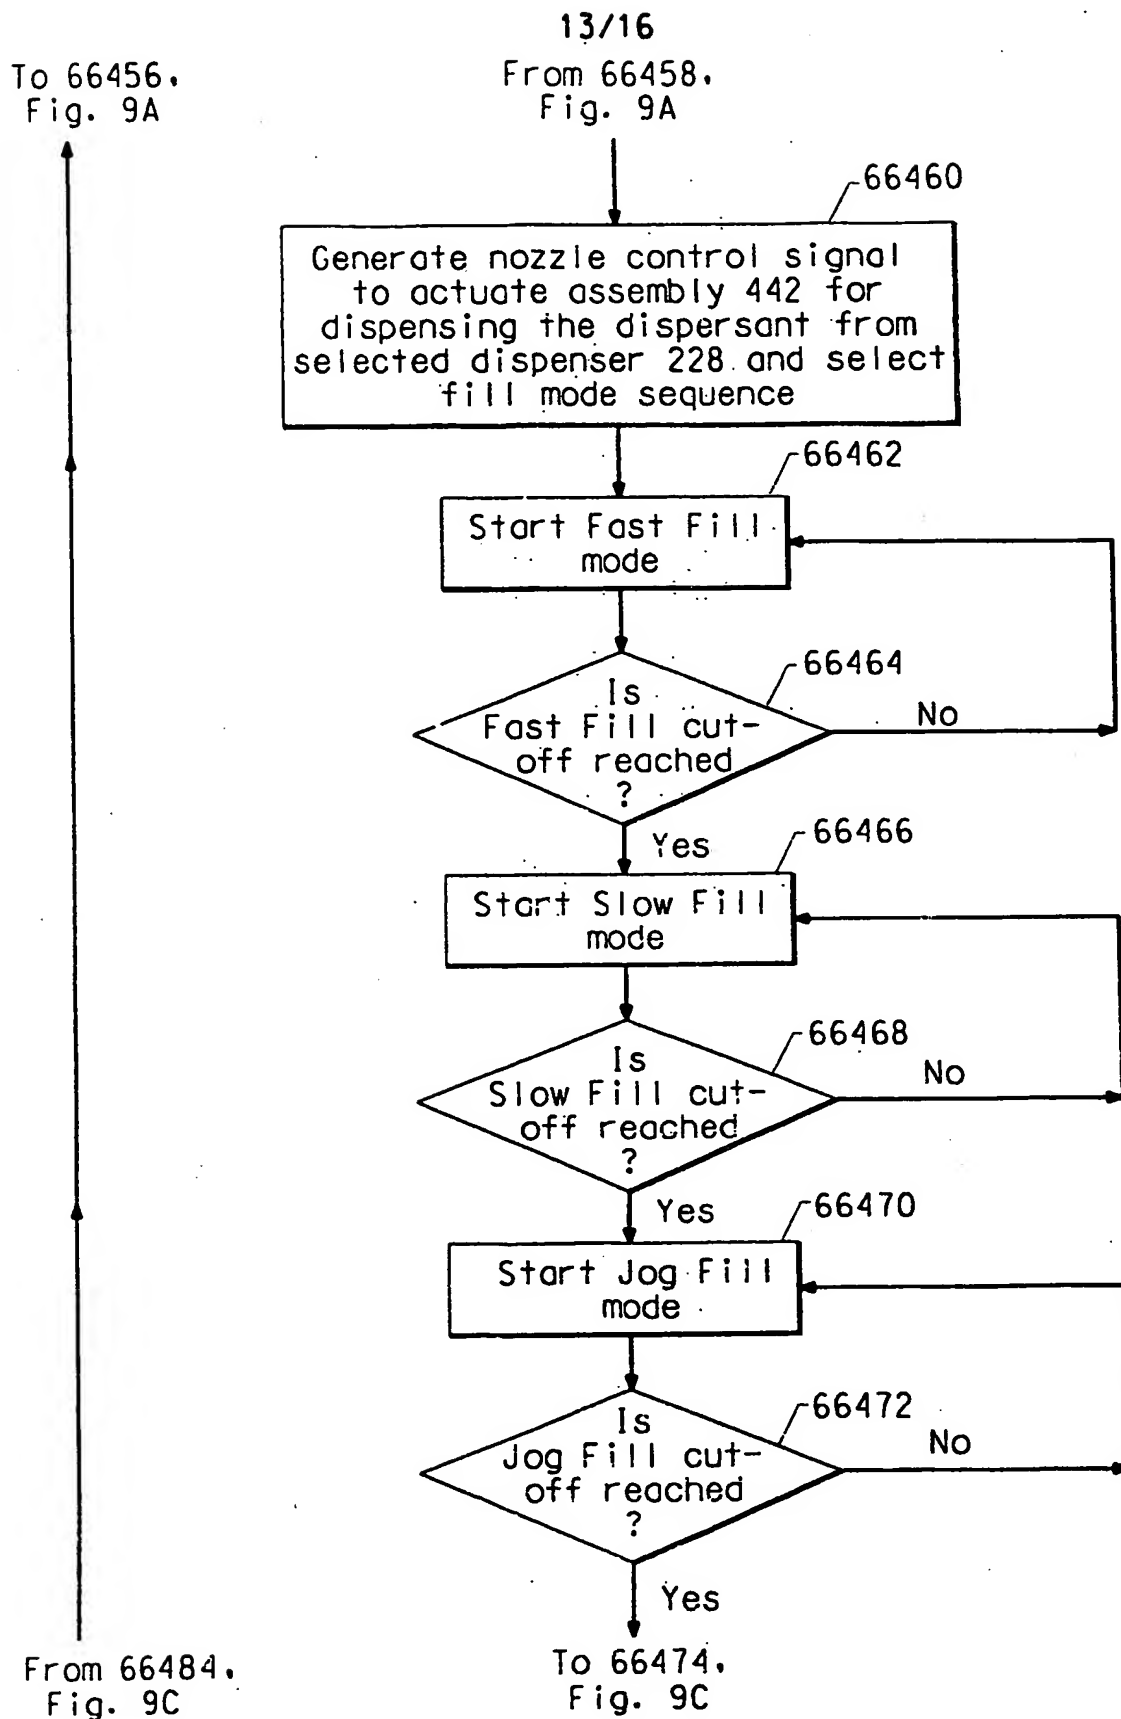 13/16
To 66456.
Fig. 9A
From 66458.
Fig. 9A
66460
Generate nozzle control signal
to actuate assembly 442 for
dispensing the dispersant from
selected dispenser 228 and select
fill mode sequence
66462
Start Fast Fill
mode
66464
Is
Fast Fill cut-
off reached
?
No
Yes
66466
Start Slow Fill
mode
66468
Is
Slow Fill cut-
off reached
?
No
Yes
66470
Start Jog Fill
mode
66472
Is
Jog Fill cut-
off reached
?
No
Yes
From 66484.
Fig. 9C
To 66474.
Fig. 9C